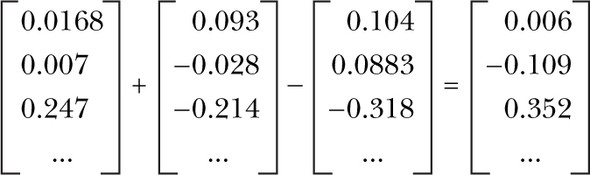 0.0168 0.093 0.104 0.006
0.007 −0.028 0.0883 −0.109
+ − =
0.247 −0.214 −0.318 0.352
... ... ... ...